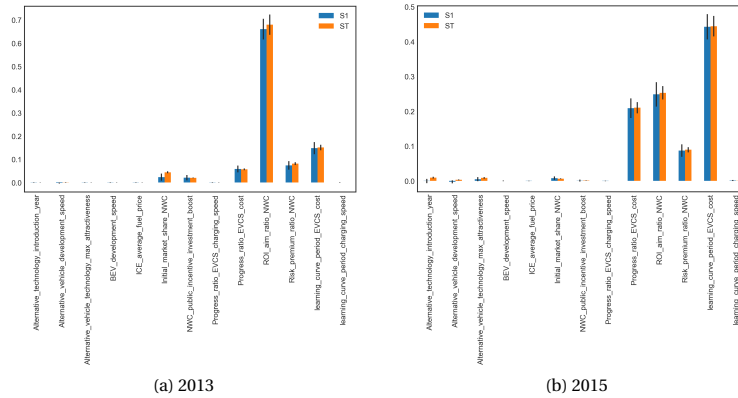 S1
ST
0.7
0.6
0.5
0.4
0.3
0.2
0.1
0.0
Alternative_technology_introduction_year
Alternative_vehicle_development_speed
Alternative_vehicle_technology_max_attractiveness
BEV_development_speed
ICE_average_fuel_price
Initial_market_share_NWC
NWC_public_incentive_investment_boost
Progress_ratio_EVCS_charging_speed
Progress_ratio_EVCS_cost
ROI_aim_ratio_NWC
Risk_premium_ratio_NWC
learning_curve_period_EVCS_cost
learning_curve_period_charging_speed
(a) 2013
S1
ST
0.5
0.4
0.3
0.2
0.1
0.0
Alternative_technology_introduction_year
Alternative_vehicle_development_speed
Alternative_vehicle_technology_max_attractiveness
BEV_development_speed
ICE_average_fuel_price
Initial_market_share_NWC
NWC_public_incentive_investment_boost
Progress_ratio_EVCS_charging_speed
Progress_ratio_EVCS_cost
ROI_aim_ratio_NWC
Risk_premium_ratio_NWC
learning_curve_period_EVCS_cost
learning_curve_period_charging_speed
(b) 2015